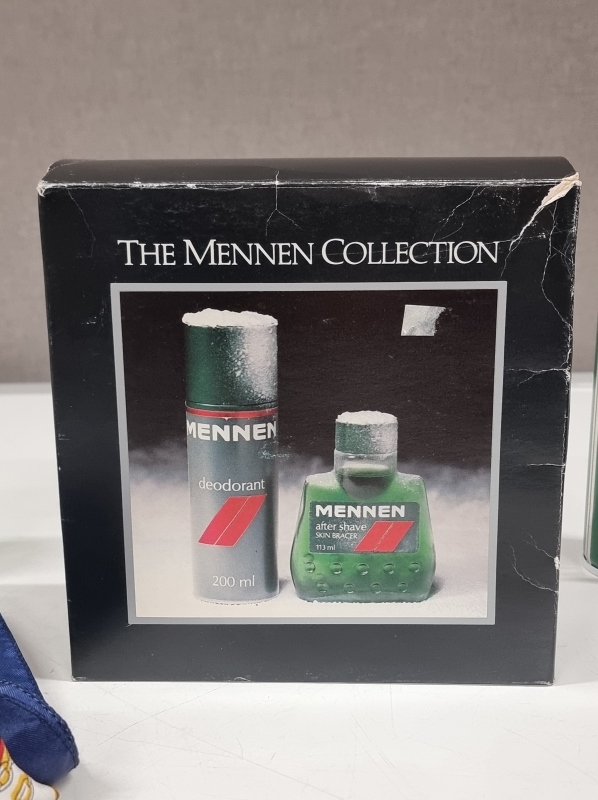 THE MENNEN COLLECTION
MENNEN
deodorant
200 ml
MENNEN
after shave
SKIN BRACER
113 ml